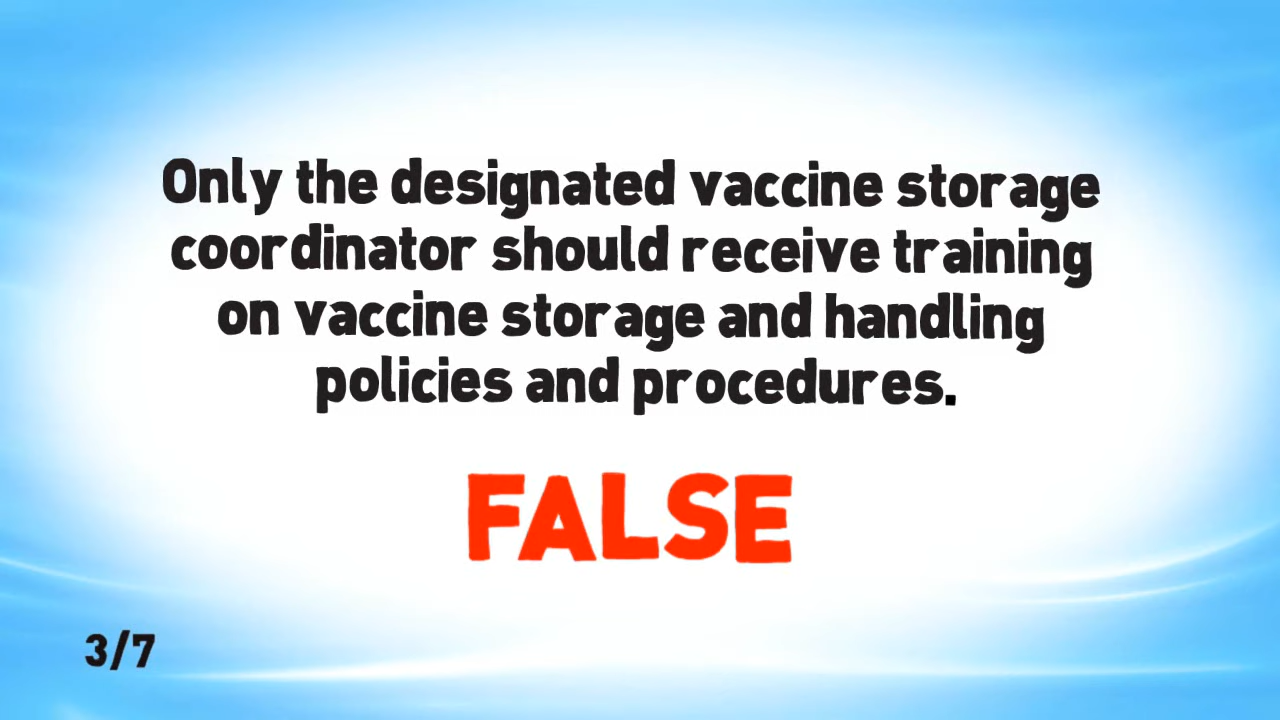 Only the designated vaccine storage
coordinator should receive training
on vaccine storage and handling
policies and procedures.
FALSE
3/7